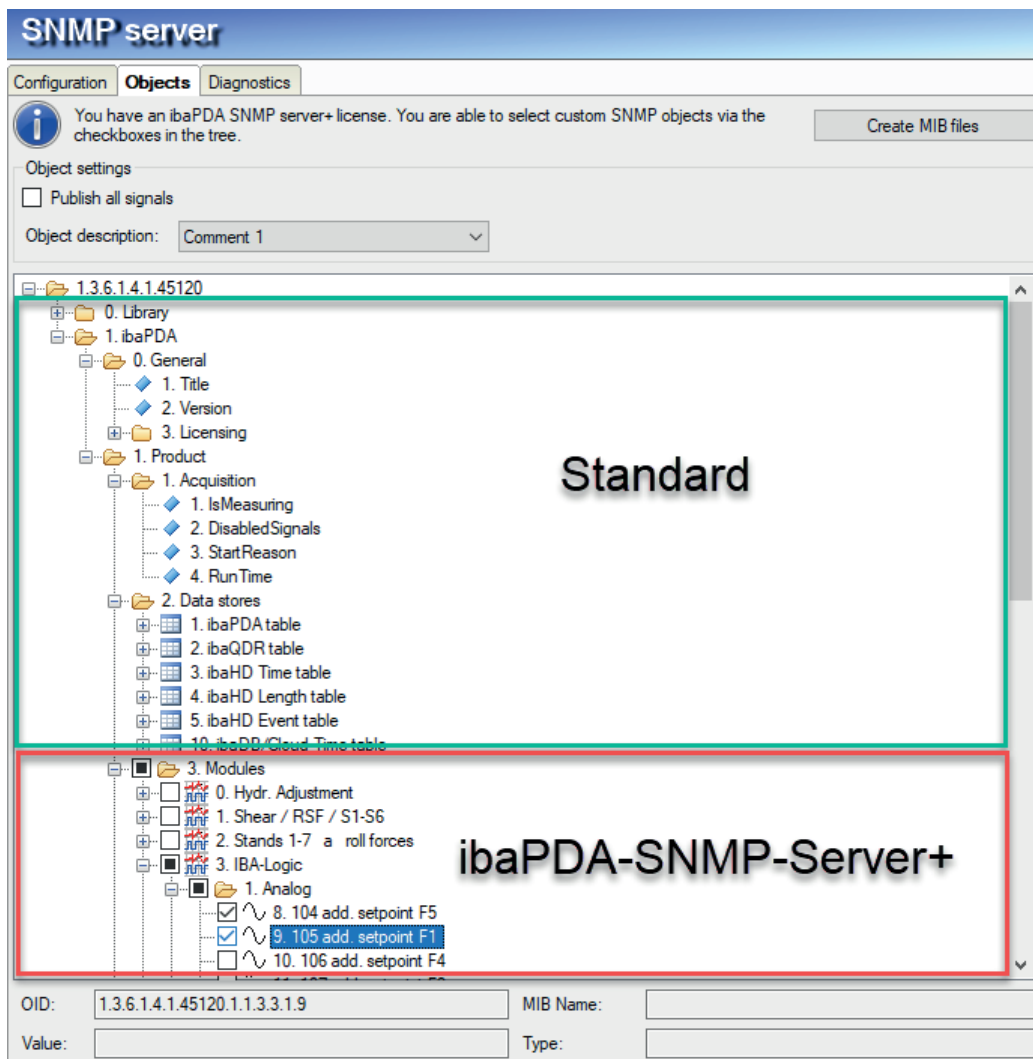 SNMP server
Configuration Objects Diagnostics
You have an ibaPDA SNMP server+ license. You are able to select custom SNMP objects via the
checkboxes in the tree.
Create MIB files
Object settings
Publish all signals
Object description: Comment 1
1.3.6.1.4.1.45120
0. Library
1. ibaPDA
0. General
1. Title
2. Version
3. Licensing
1. Product
Standard
1. Acquisition
1. IsMeasuring
2. DisabledSignals
3. StartReason
4. RunTime
2. Data stores
1. ibaPDA table
2. ibaQDR table
3. ibaHD Time table
4. ibaHD Length table
5. ibaHD Event table
10. ibaDB/Cloud Time table
3. Modules
0. Hydr. Adjustment
1. Shear / RSF / S1-S6
2. Stands 1-7 a roll forces
ibaPDA-SNMP-Server+
3. IBA-Logic
1. Analog
8. 104 add. setpoint F5
9. 105 add. setpoint F1
10. 106 add. setpoint F4
OID: 1.3.6.1.4.1.45120.1.1.3.3.1.9 MIB Name:
Value: Type: